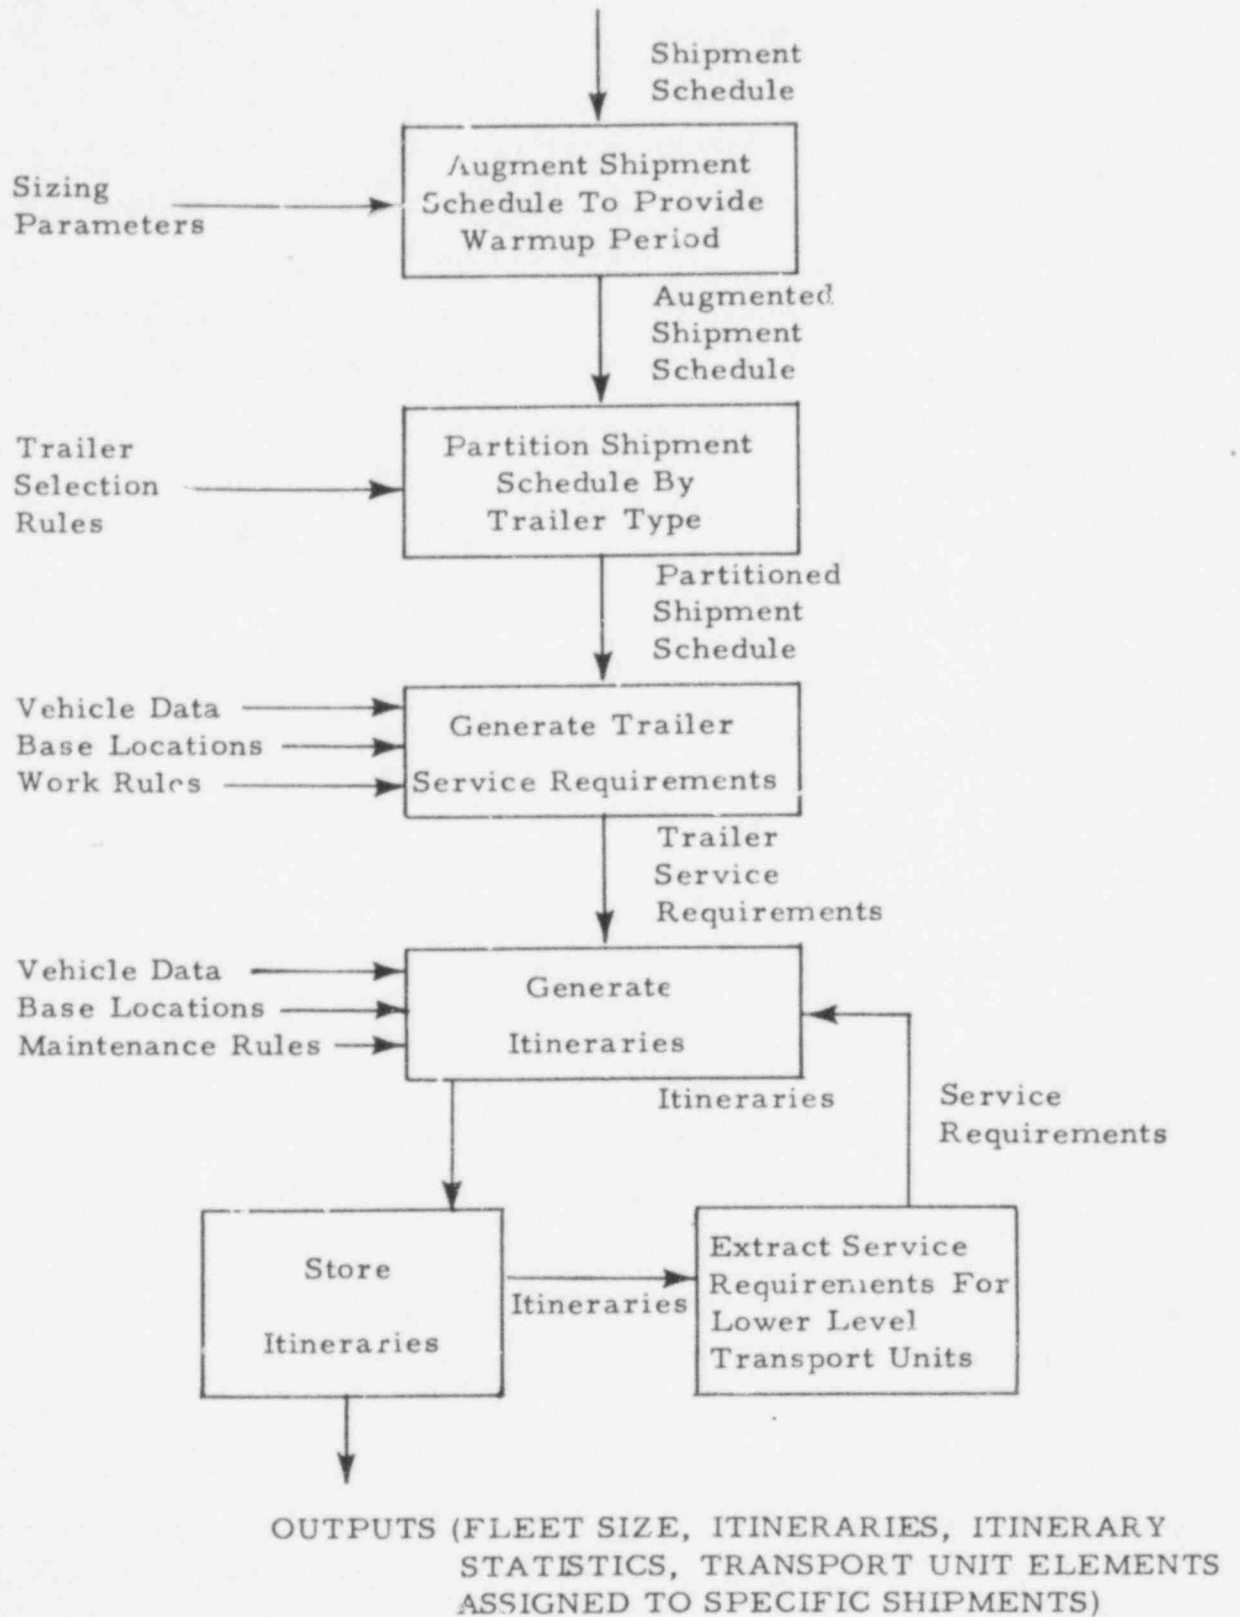 Shipment
Schedule
Augment Shipment
Schedule To Provide
Warmup Period
Sizing
Parameters
Augmented
Shipment
Schedule
Partition Shipment
Schedule By
Trailer Type
Trailer
Selection
Rules
Partitioned
Shipment
Schedule
Vehicle Data
Base Locations
Work Rules
Generate Trailer
Service Requirements
Trailer
Service
Requirements
Vehicle Data
Base Locations
Maintenance Rules
Generate
Itineraries
Itineraries
Service
Requirements
Store
Itineraries
Itineraries
Extract Service
Requirements For
Lower Level
Transport Units
OUTPUTS (FLEET SIZE, ITINERARIES, ITINERARY
STATISTICS, TRANSPORT UNIT ELEMENTS
ASSIGNED TO SPECIFIC SHIPMENTS)